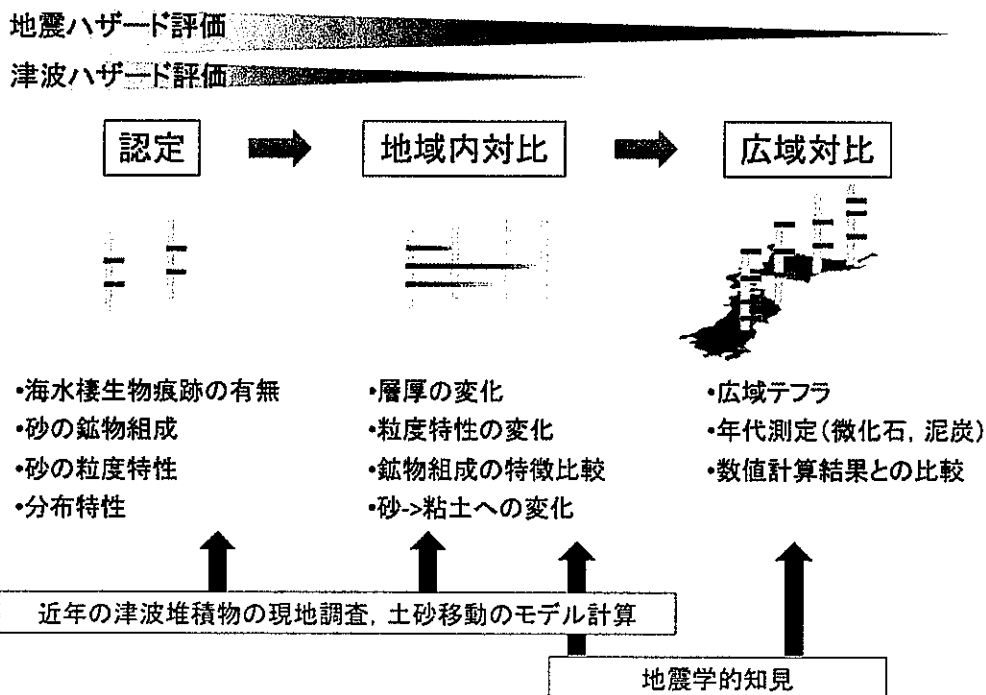 地震ハザード評価
津波ハザード評価
認定
地域内対比
広域対比
・海水棲生物痕跡の有無
・砂の鉱物組成
・砂の粒度特性
・分布特性
・層厚の変化
・粒度特性の変化
・鉱物組成の特徴比較
・砂->粘土への変化
・広域テフラ
・年代測定(微化石, 泥炭)
・数値計算結果との比較
近年の津波堆積物の現地調査, 土砂移動のモデル計算
地震学的知見